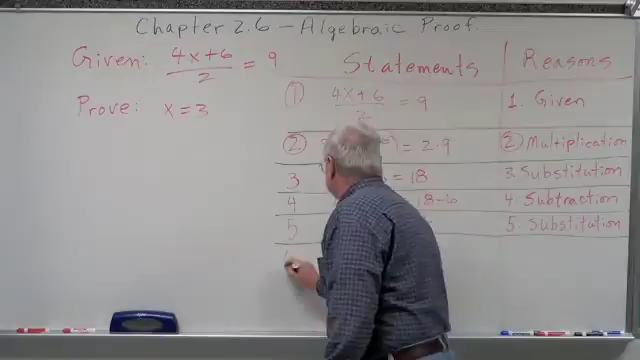 Chapter 2.6 - Algebraic Proof
Given: (4x+6)/2 = 9
Prove: x = 3
Statements | Reasons
① (4x+6)/2 = 9 | 1. Given
② = 2·9 | ② Multiplication
3 = 18 | 3. Substitution
4 18-6 | 4. Subtraction
5 | 5. Substitution